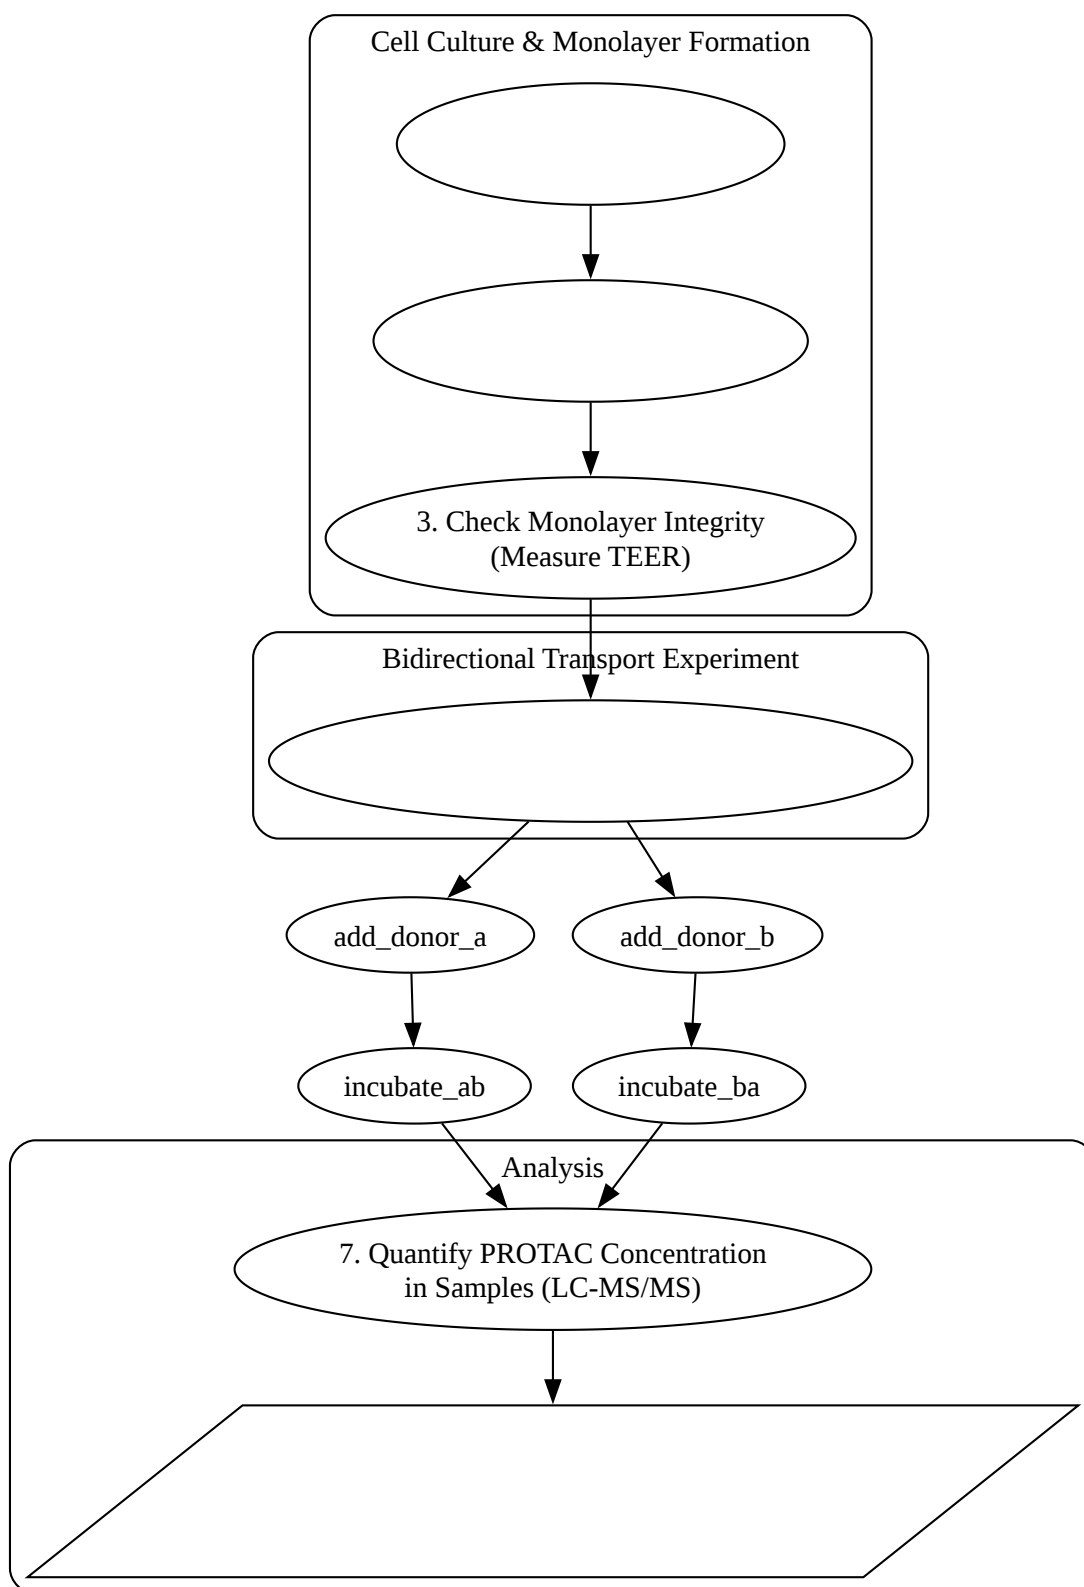 Cell Culture & Monolayer Formation
3. Check Monolayer Integrity
(Measure TEER)
Bidirectional Transport Experiment
add_donor_a
add_donor_b
incubate_ab
incubate_ba
Analysis
7. Quantify PROTAC Concentration
in Samples (LC-MS/MS)